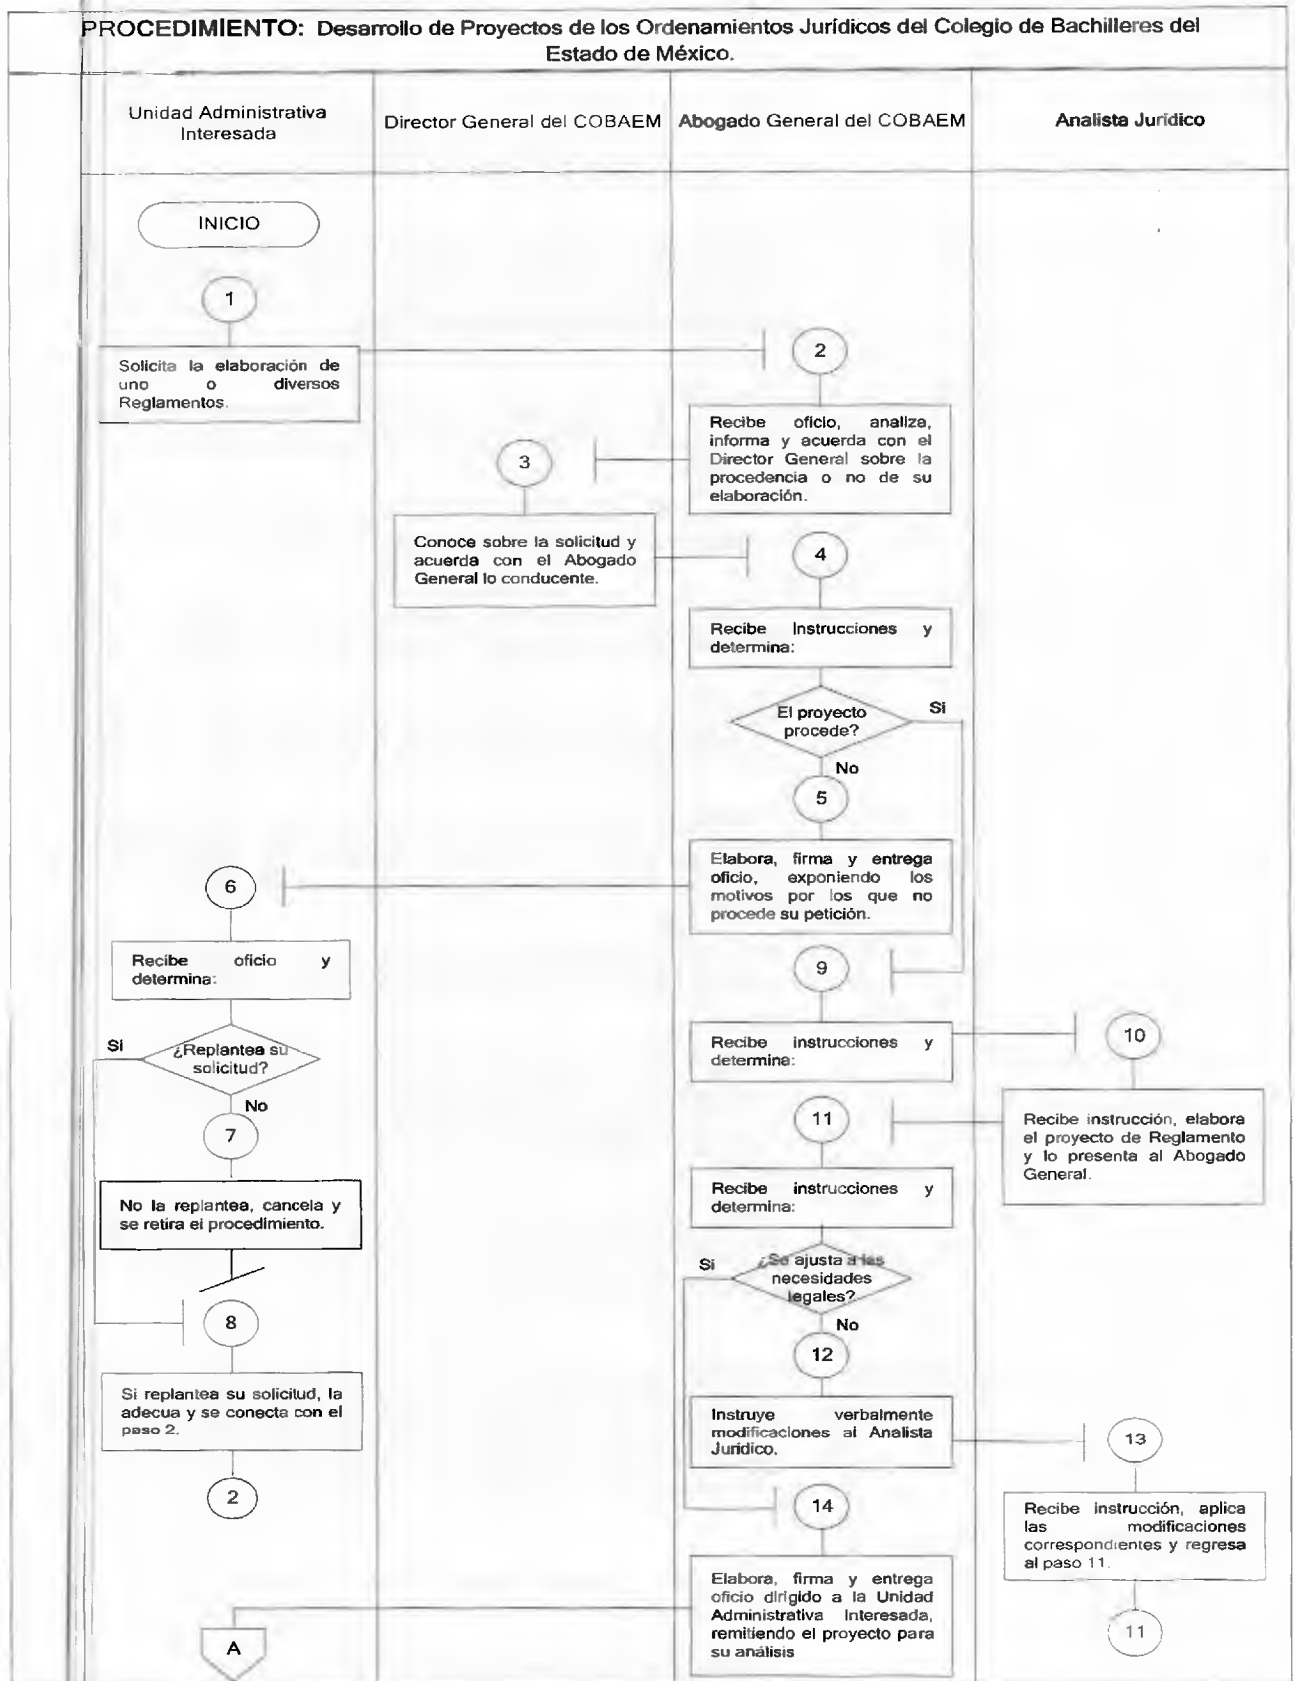 PROCEDIMIENTO: Desarrollo de Proyectos de los Ordenamientos Jurídicos del Colegio de Bachilleres del
Estado de México.
Unidad Administrativa
Interesada
Director General del COBAEM
Abogado General del COBAEM
Analista Jurídico
INICIO
1
Solicita la elaboración de
uno o diversos
Reglamentos.
2
Recibe oficio, analiza,
informa y acuerda con el
Director General sobre la
procedencia o no de su
elaboración.
3
Conoce sobre la solicitud y
acuerda con el Abogado
General lo conducente.
4
Recibe Instrucciones y
determina:
El proyecto
procede?
Si
No
5
Elabora, firma y entrega
oficio, exponiendo los
motivos por los que no
procede su petición.
6
Recibe oficio y
determina:
¿Replantea su
solicitud?
Si
No
7
No la replantea, cancela y
se retira el procedimiento.
8
Si replantea su solicitud, la
adecua y se conecta con el
paso 2.
2
9
Recibe instrucciones y
determina:
10
Recibe instrucción, elabora
el proyecto de Reglamento
y lo presenta al Abogado
General.
11
Recibe instrucciones y
determina:
¿Se ajusta a las
necesidades
legales?
Si
No
12
Instruye verbalmente
modificaciones al Analista
Jurídico.
13
Recibe instrucción, aplica
las modificaciones
correspondientes y regresa
al paso 11.
11
14
Elabora, firma y entrega
oficio dirigido a la Unidad
Administrativa Interesada,
remitiendo el proyecto para
su análisis
A